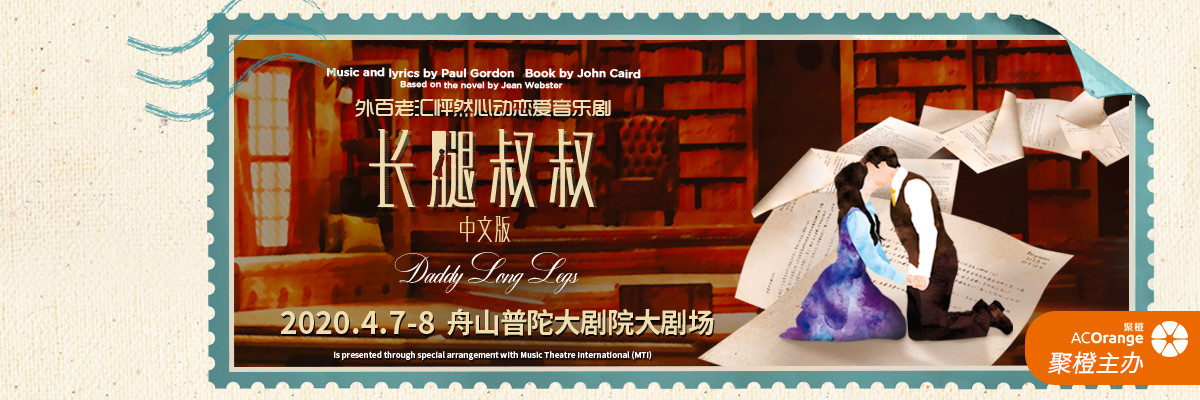 Music and lyrics by Paul Gordon Book by John Caird
Based on the novel by Jean Webster
外百老汇怦然心动恋爱音乐剧
长腿叔叔
中文版
Daddy Long Legs
2020.4.7-8 舟山普陀大剧院大剧场
Is presented through special arrangement with Music Theatre International (MTI)
聚橙
ACOrange
聚橙主办